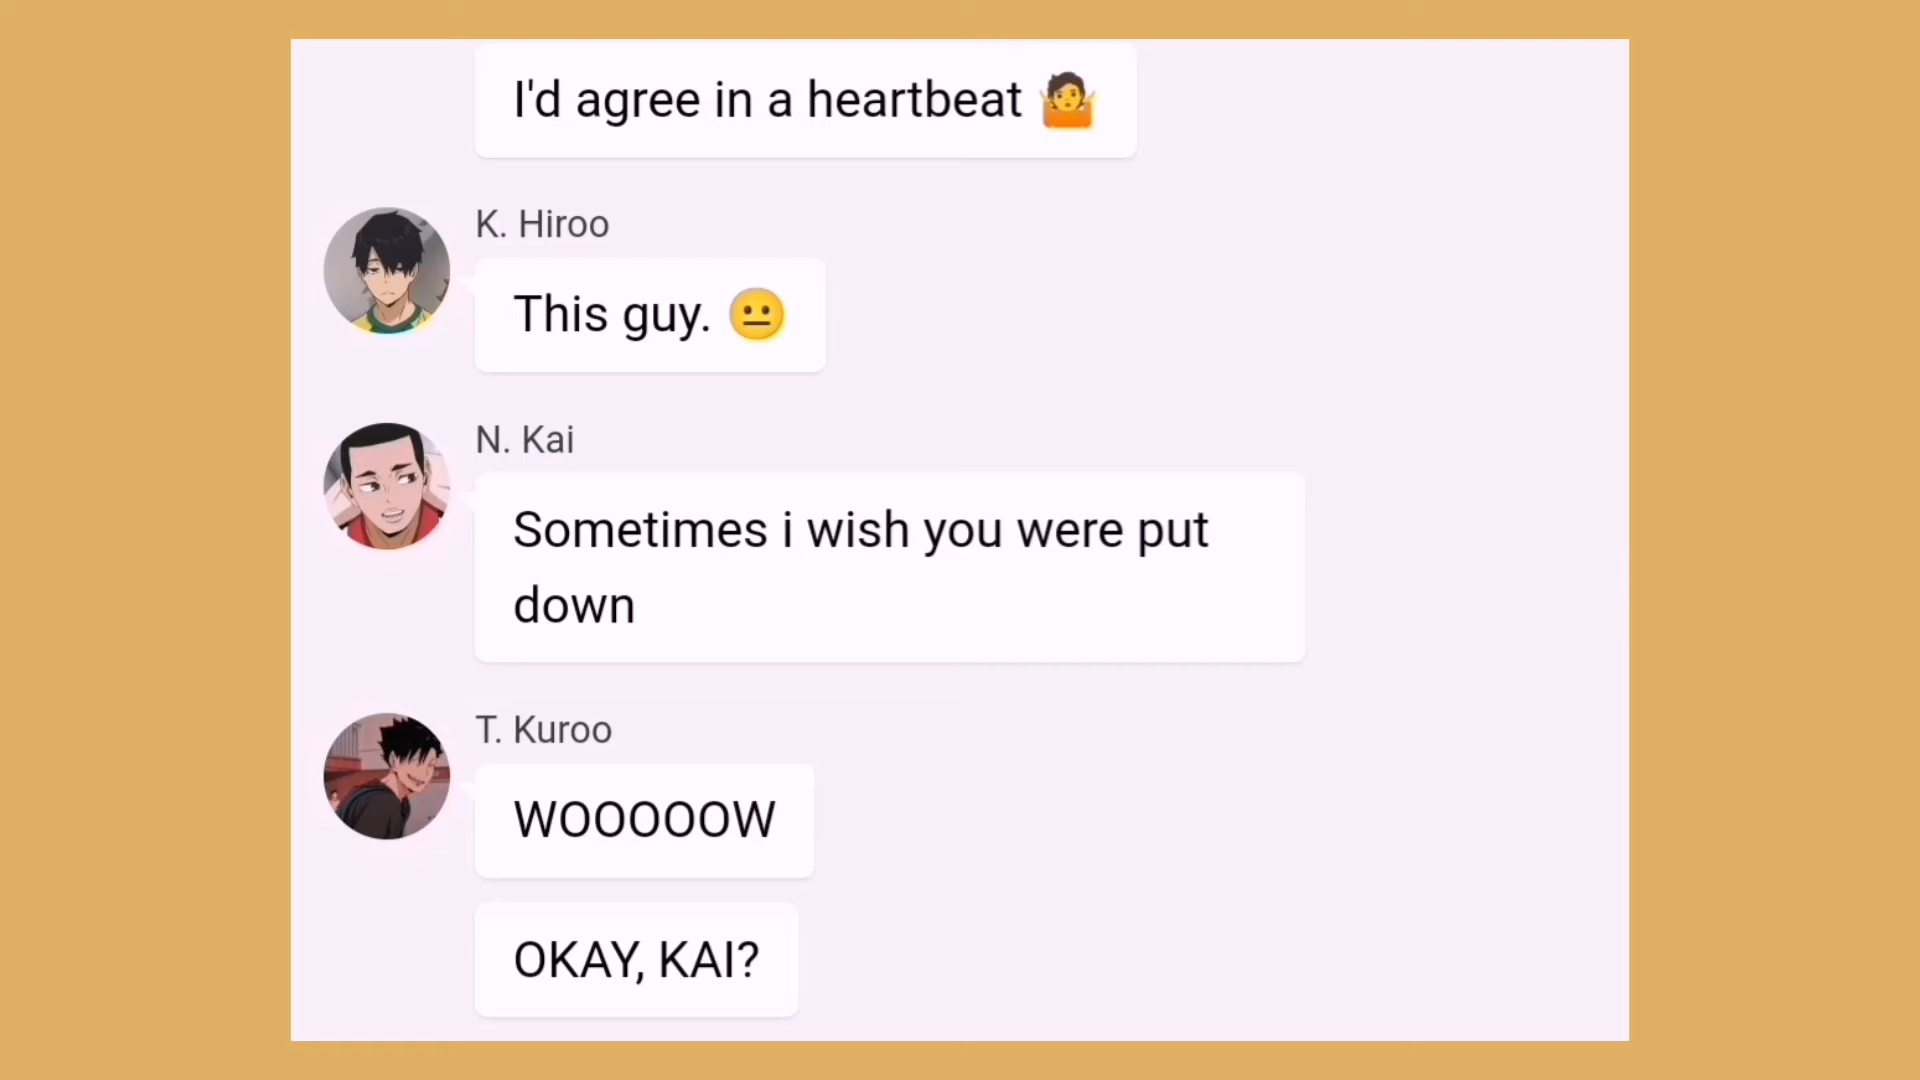 I'd agree in a heartbeat 🤷
K. Hiroo
This guy. 😐
N. Kai
Sometimes i wish you were put
down
T. Kuroo
WOOOOOW
OKAY, KAI?